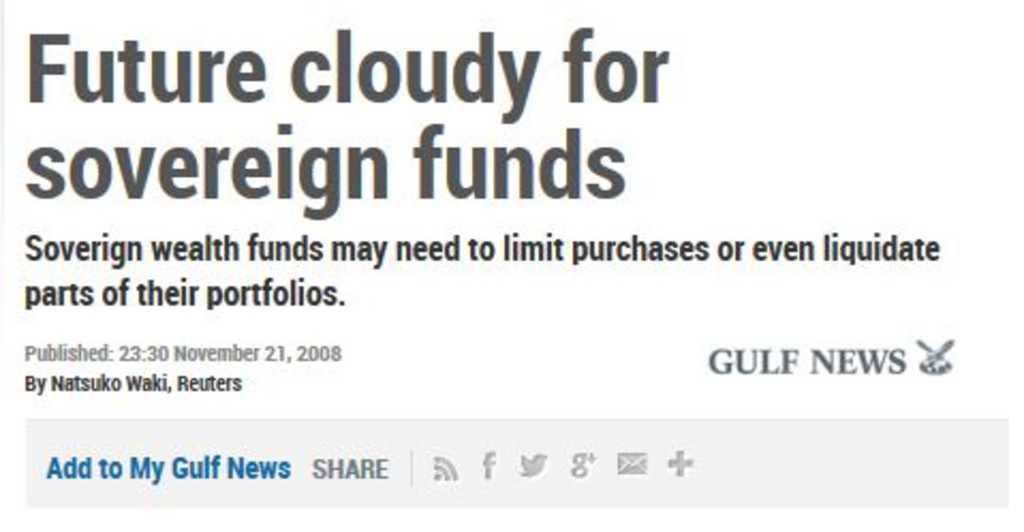 Future cloudy for
sovereign funds
Soverign wealth funds may need to limit purchases or even liquidate
parts of their portfolios.
Published: 23:30 November 21, 2008
GULF NEWS
By Natsuko Waki, Reuters
Add to My Gulf News SHARE